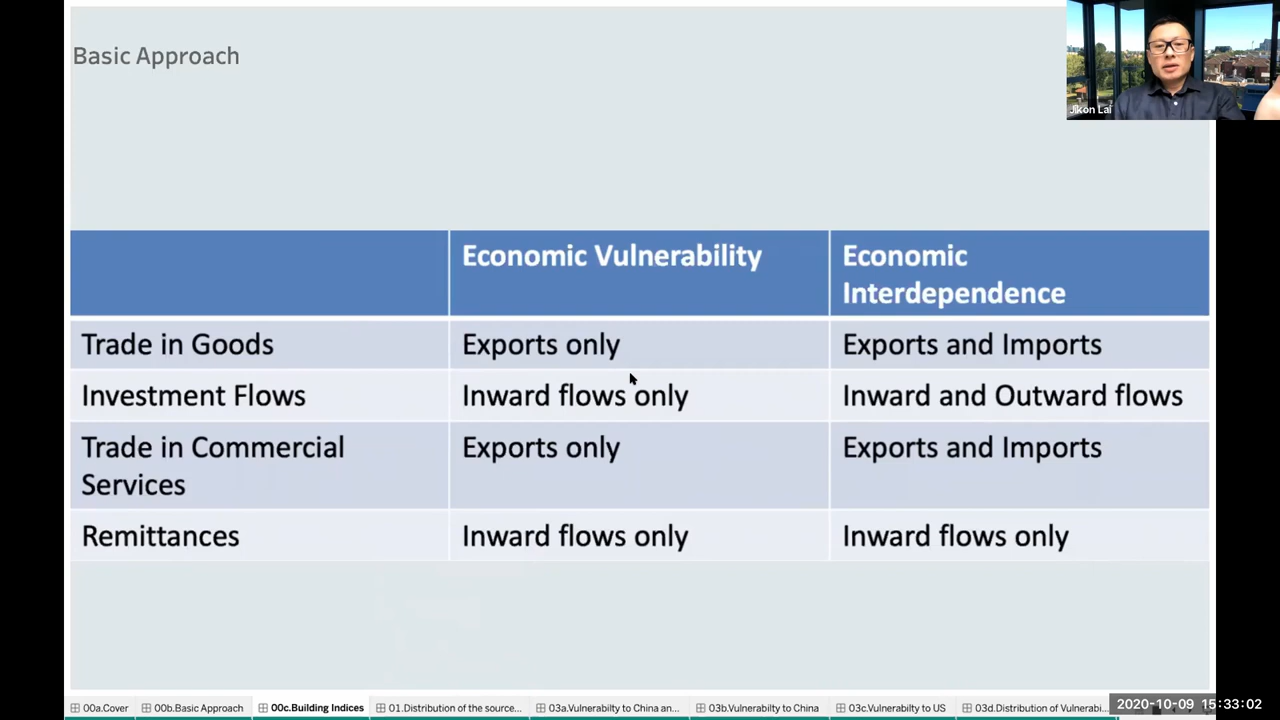 Basic Approach
Jikon Lai
Economic Vulnerability
Economic
Interdependence
Trade in Goods
Exports only
Exports and Imports
Investment Flows
Inward flows only
Inward and Outward flows
Trade in Commercial
Services
Exports only
Exports and Imports
Remittances
Inward flows only
Inward flows only
00a.Cover
00b.Basic Approach
00c.Building Indices
01.Distribution of the source...
03a.Vulnerabilty to China an...
03b.Vulnerability to China
03c.Vulnerabilty to US
03d.Distribution of Vulnerabi...
2020-10-09 15:33:02